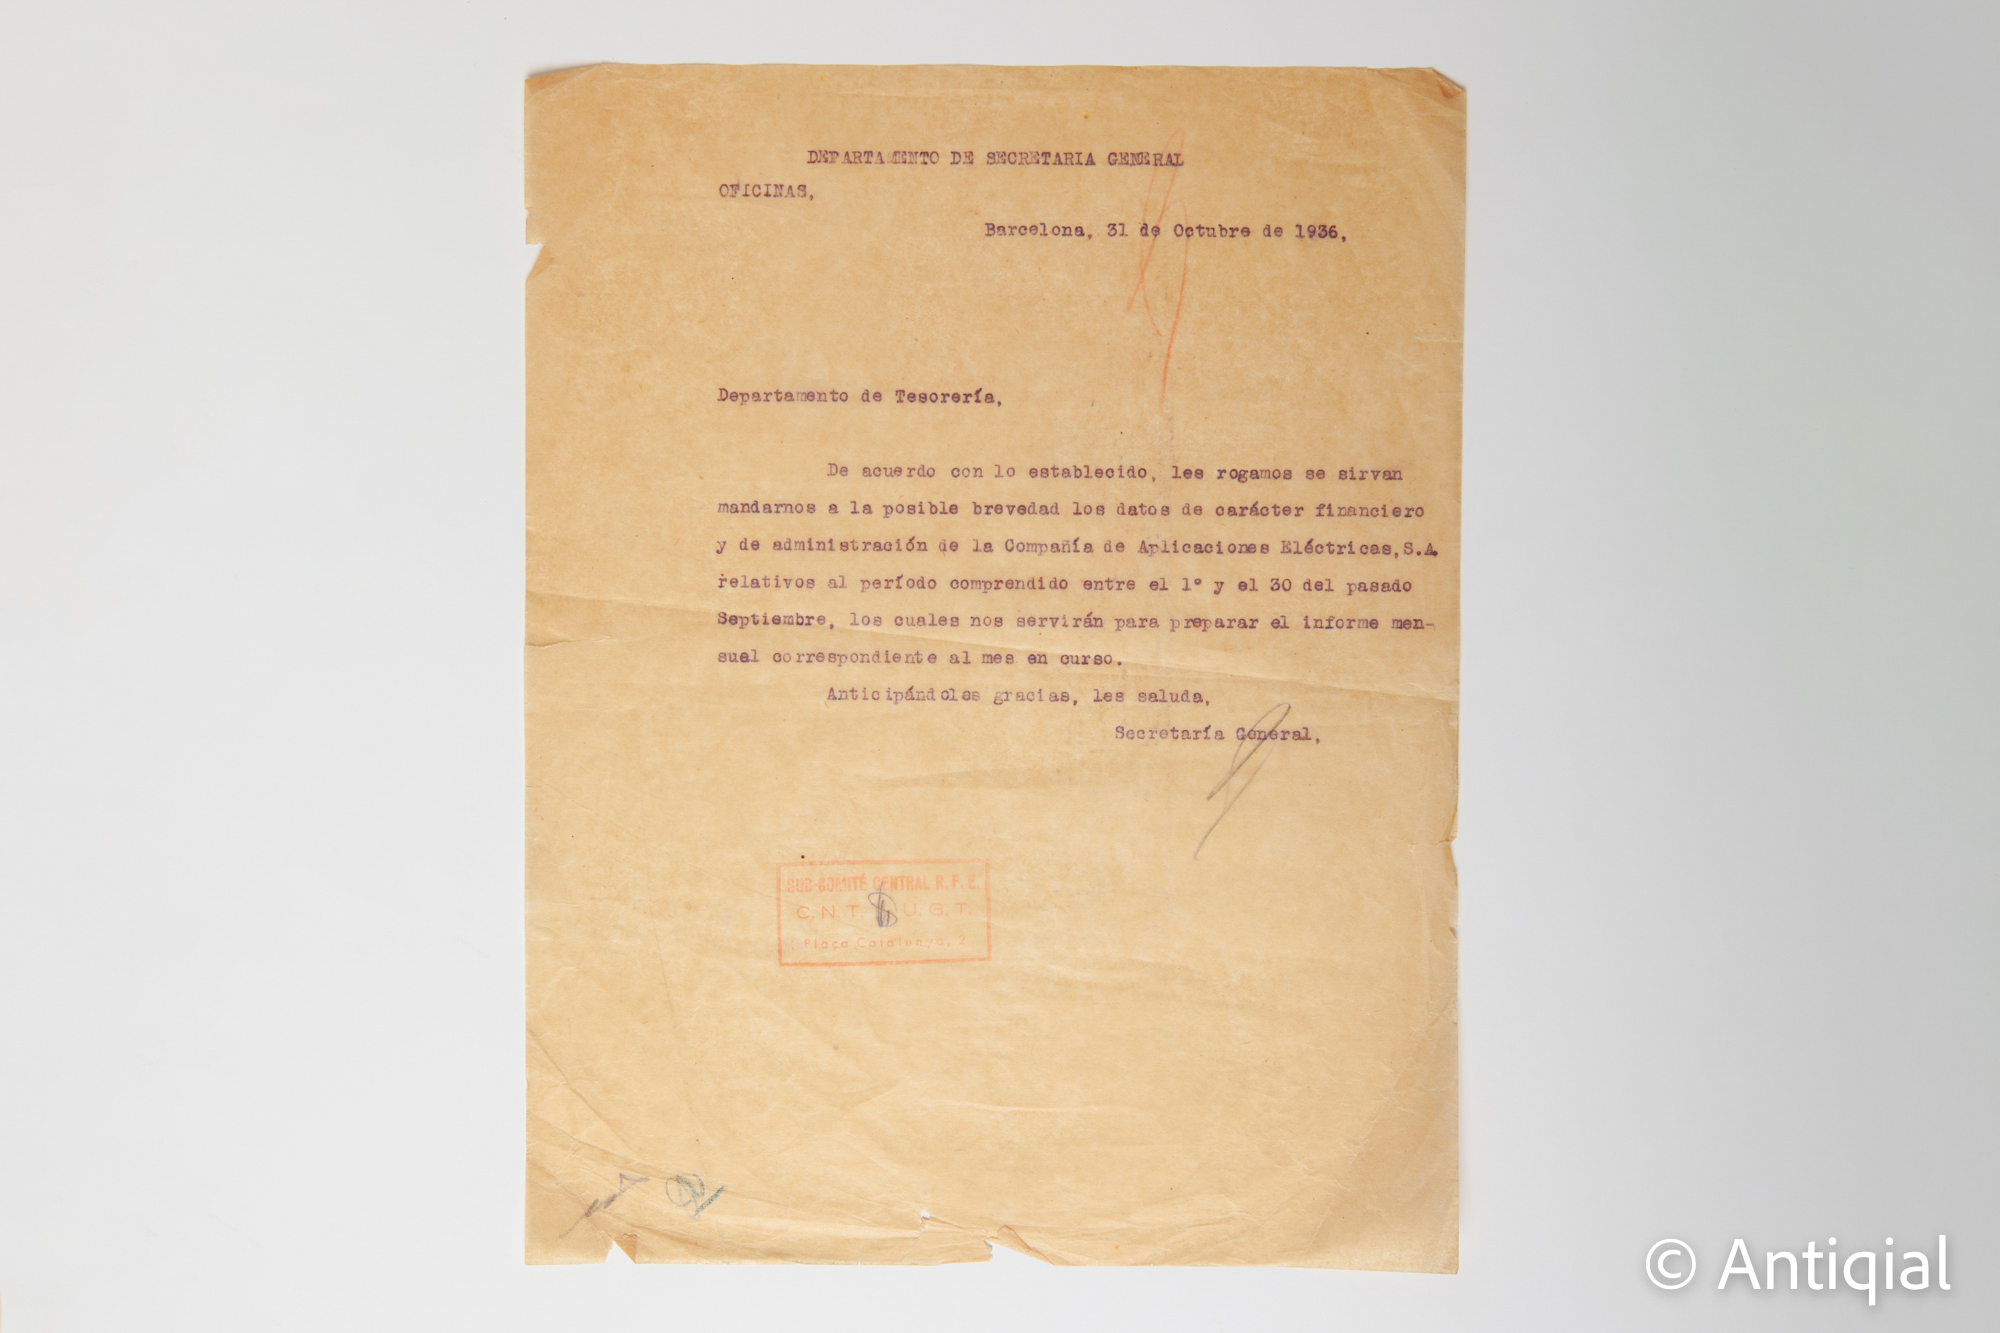 DEPARTAMENTO DE SECRETARIA GENERAL
OFICINAS,
Barcelona, 31 de Octubre de 1936,
Departamento de Tesorería,
De acuerdo con lo establecido, les rogamos se sirvan
mandarnos a la posible brevedad los datos de carácter financiero
y de administración de la Compañía de Aplicaciones Eléctricas,S.A.
relativos al período comprendido entre el 1º y el 30 del pasado
Septiembre, los cuales nos servirán para preparar el informe men-
sual correspondiente al mes en curso.
Anticipándoles gracias, les saluda,
Secretaría General,
SUB-COMITÉ CENTRAL R. F. E.
C. N. T. U. G. T.
Plaça Catalunya, 2
© Antiqial